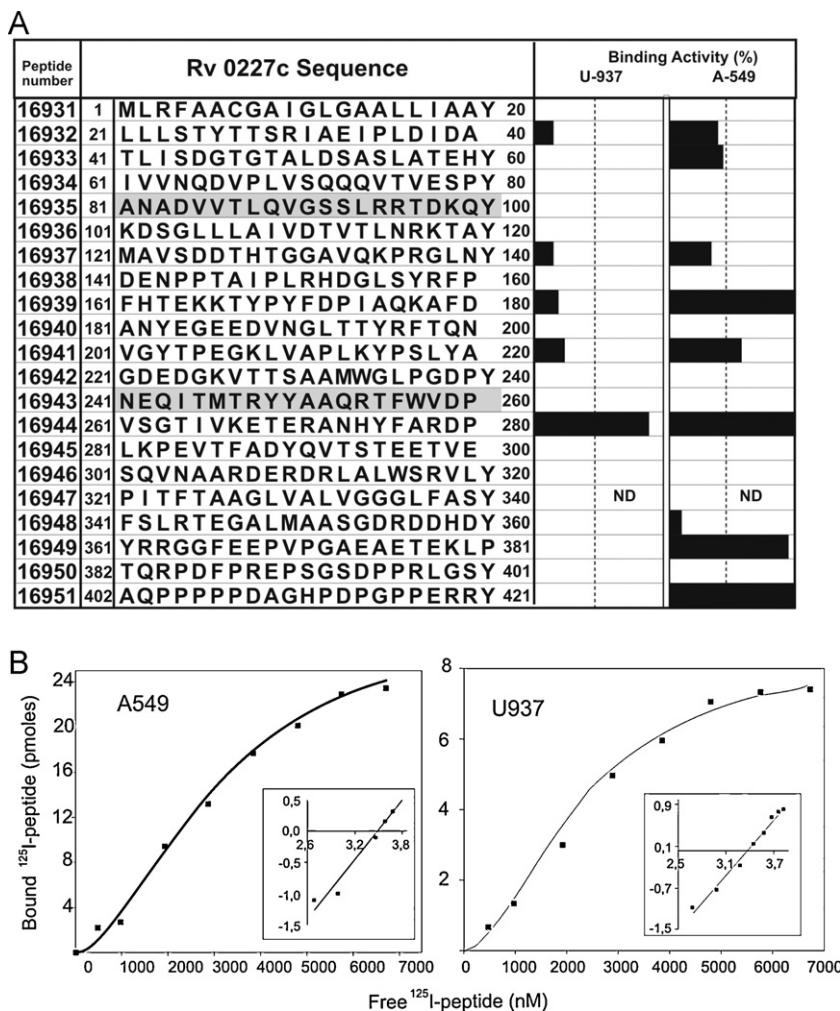 A
Peptide number Rv 0227c Sequence Binding Activity (%)
U-937 A-549
16931 1 MLRFAACGAIGLGAALLIAAY 20
16932 21 LLLSTYTTSRIAEIPLDIDA 40
16933 41 TLISDGTGTALDSASLATEHY 60
16934 61 IVVNQDVPLVSQQQVTVESPY 80
16935 81 ANADVVTLQVGSSLRRTDKQY 100
16936 101 KDSGLLLAIVDTVTLNRKTAY 120
16937 121 MAVSDDTHTGGAVQKPRGLNY 140
16938 141 DENPPTAIPLRHDGLSYRFP 160
16939 161 FHTEKKTYPYFDPIAQKAFD 180
16940 181 ANYEGEEDVNGLTTYRFTQN 200
16941 201 VGYTPEGKLVAPLKYPSLYA 220
16942 221 GDEDGKVTTSAAMWGLPGDPY 240
16943 241 NEQITMTRYYAAQRTFWVDP 260
16944 261 VSGTIVKETERANHYFARDP 280
16945 281 LKPEVTFADYQVTSTEETVE 300
16946 301 SQVNAARDERDRLALWSRVLY 320
16947 321 PITFTAAGLVALVGGGLFASY 340 ND ND
16948 341 FSLRTEGALMAASGDRDDHDY 360
16949 361 YRRGGFEEPVPGAEAETEKLP 381
16950 382 TQRPDFPREPSGSDPPRLGSY 401
16951 402 AQPPPPPPDAGHPDPGPPERRY 421
B
Bound ¹²⁵I-peptide (pmoles)
24
20
16
12
8
4
A549
0,5
0,0
-0,5
-1,0
-1,5
2,6 3,2 3,8
0 1000 2000 3000 4000 5000 6000 7000
8
6
4
2
U937
0,9
0,1
-0,7
-1,5
2,5 3,1 3,7
0 1000 2000 3000 4000 5000 6000 7000
Free ¹²⁵I-peptide (nM)